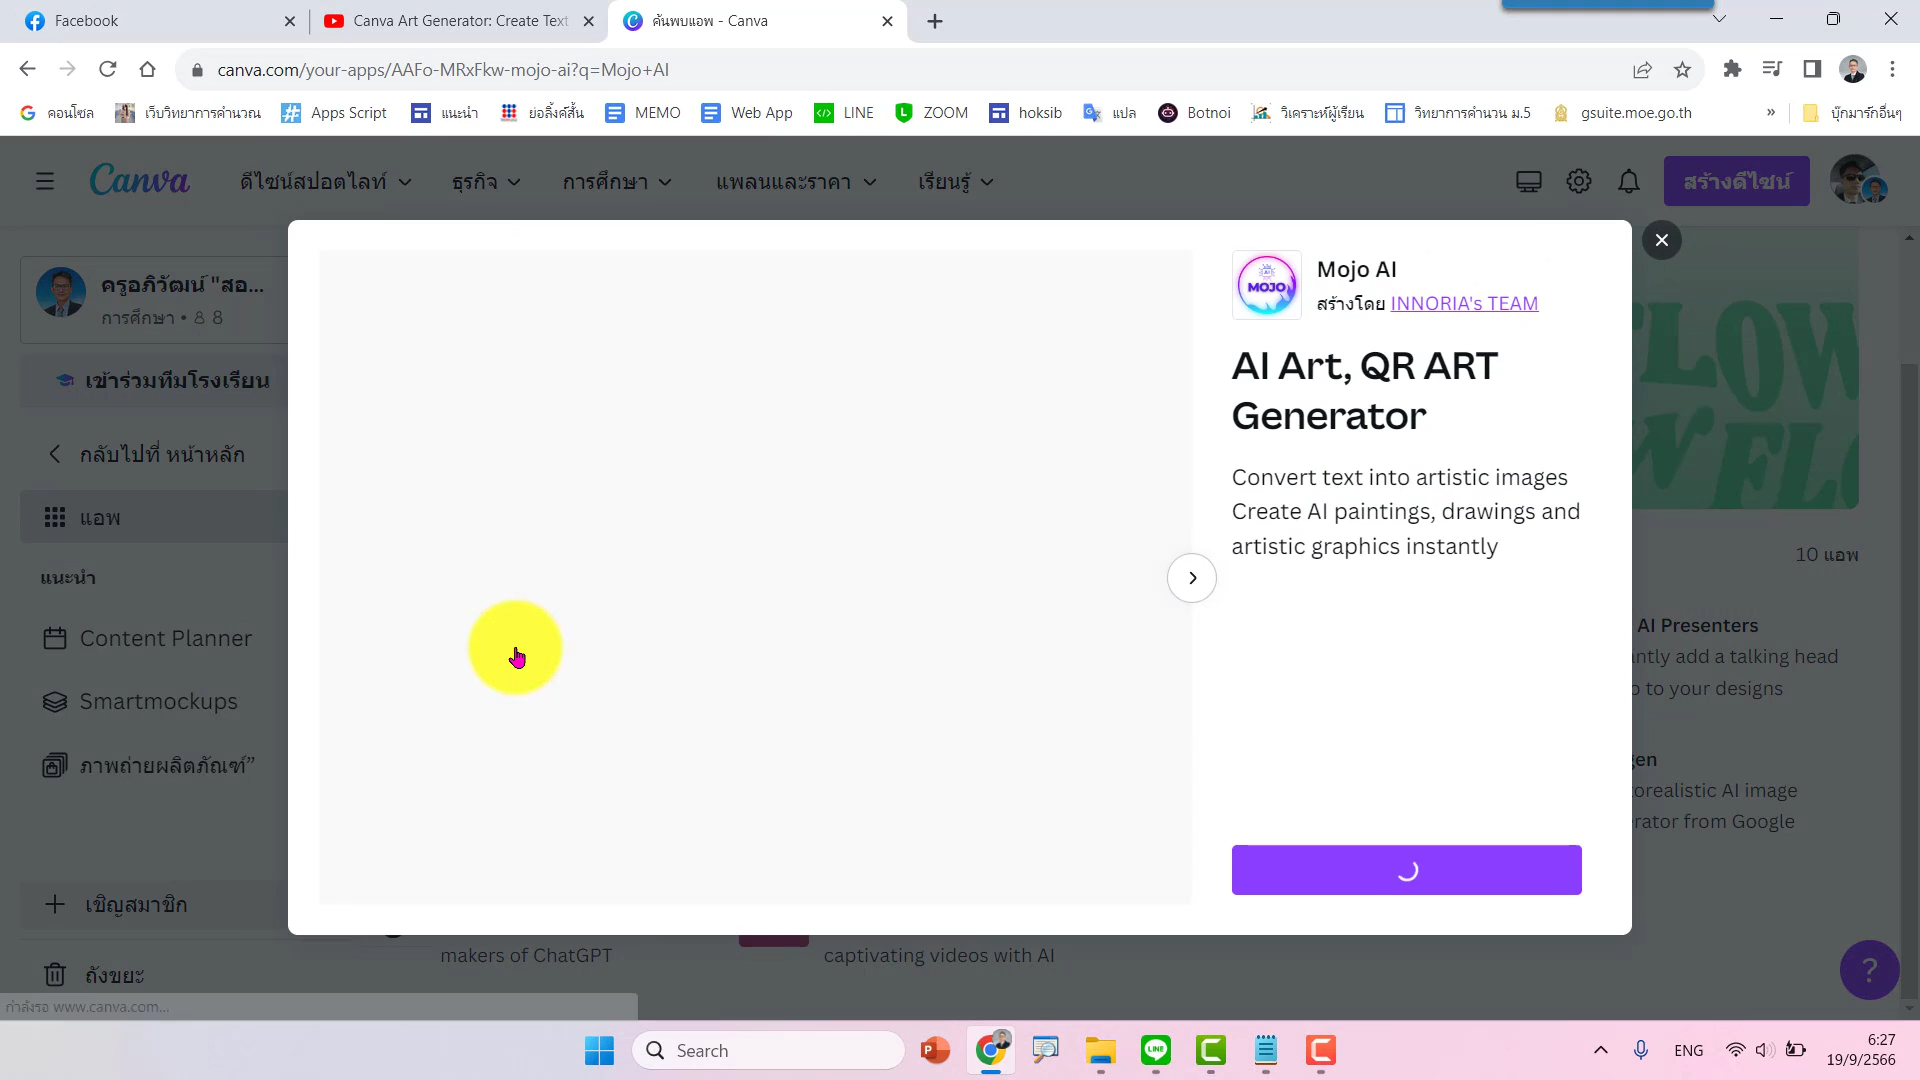 Facebook
Canva Art Generator: Create Text
ค้นพบแอพ - Canva
canva.com/your-apps/AAFo-MRxFkw-mojo-ai?q=Mojo+AI
คอนโซล
เว็บวิทยาการคำนวณ
Apps Script
แนะนำ
ย่อลิ้งค์สั้น
MEMO
Web App
LINE
ZOOM
hoksib
แปล
Botnoi
วิเคราะห์ผู้เรียน
วิทยาการคำนวน ม.5
gsuite.moe.go.th
»
บุ๊กมาร์กอื่นๆ
Canva
ดีไซน์สปอตไลท์
ธุรกิจ
การศึกษา
แพลนและราคา
เรียนรู้
สร้างดีไซน์
ครูอภิวัฒน์ "สอ...
การศึกษา • 8 8
เข้าร่วมทีมโรงเรียน
กลับไปที่ หน้าหลัก
แอพ
แนะนำ
Content Planner
Smartmockups
ภาพถ่ายผลิตภัณฑ์”
เชิญสมาชิก
ถังขยะ
กำลังรอ www.canva.com...
MOJO
Mojo AI
สร้างโดย INNORIA's TEAM
AI Art, QR ART
Generator
Convert text into artistic images
Create AI paintings, drawings and
artistic graphics instantly
10 แอพ
AI Presenters
antly add a talking head
o to your designs
gen
torealistic AI image
erator from Google
makers of ChatGPT
captivating videos with AI
?
Search
ENG
6:27
19/9/2566